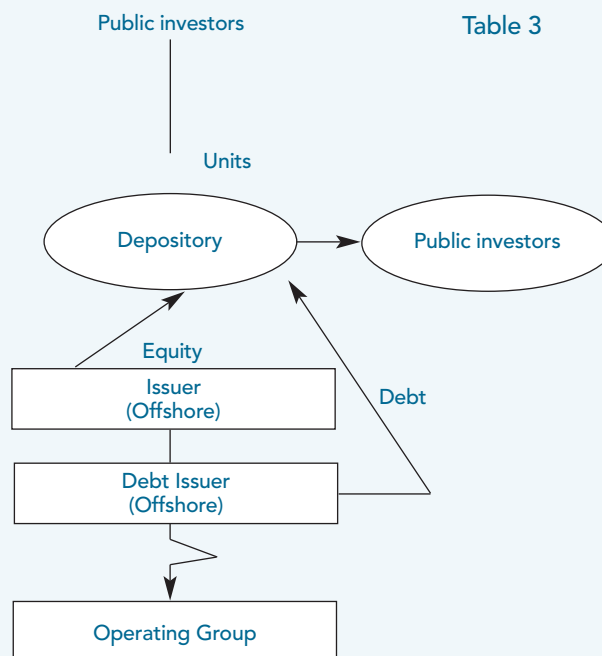 Public investors
Table 3
Units
Depository
Public investors
Equity
Issuer
(Offshore)
Debt
Debt Issuer
(Offshore)
Operating Group